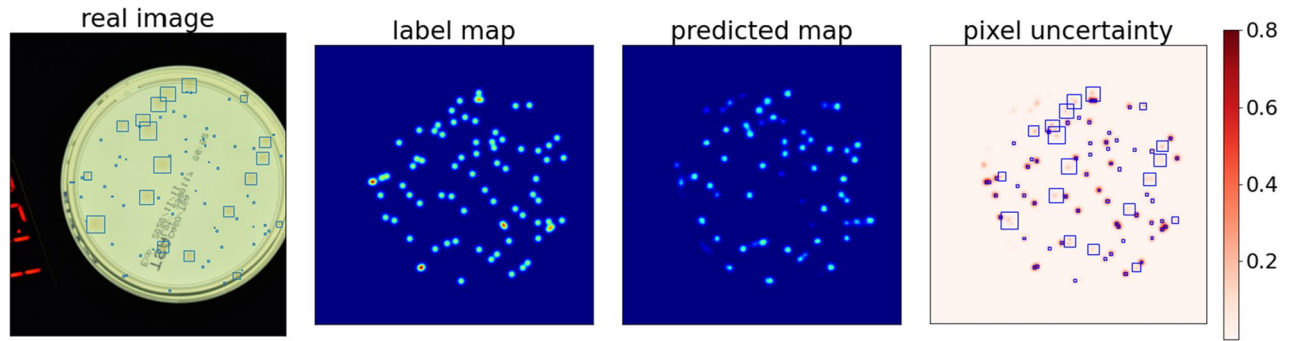 real image
label map
predicted map
pixel uncertainty
0.8
0.6
0.4
0.2